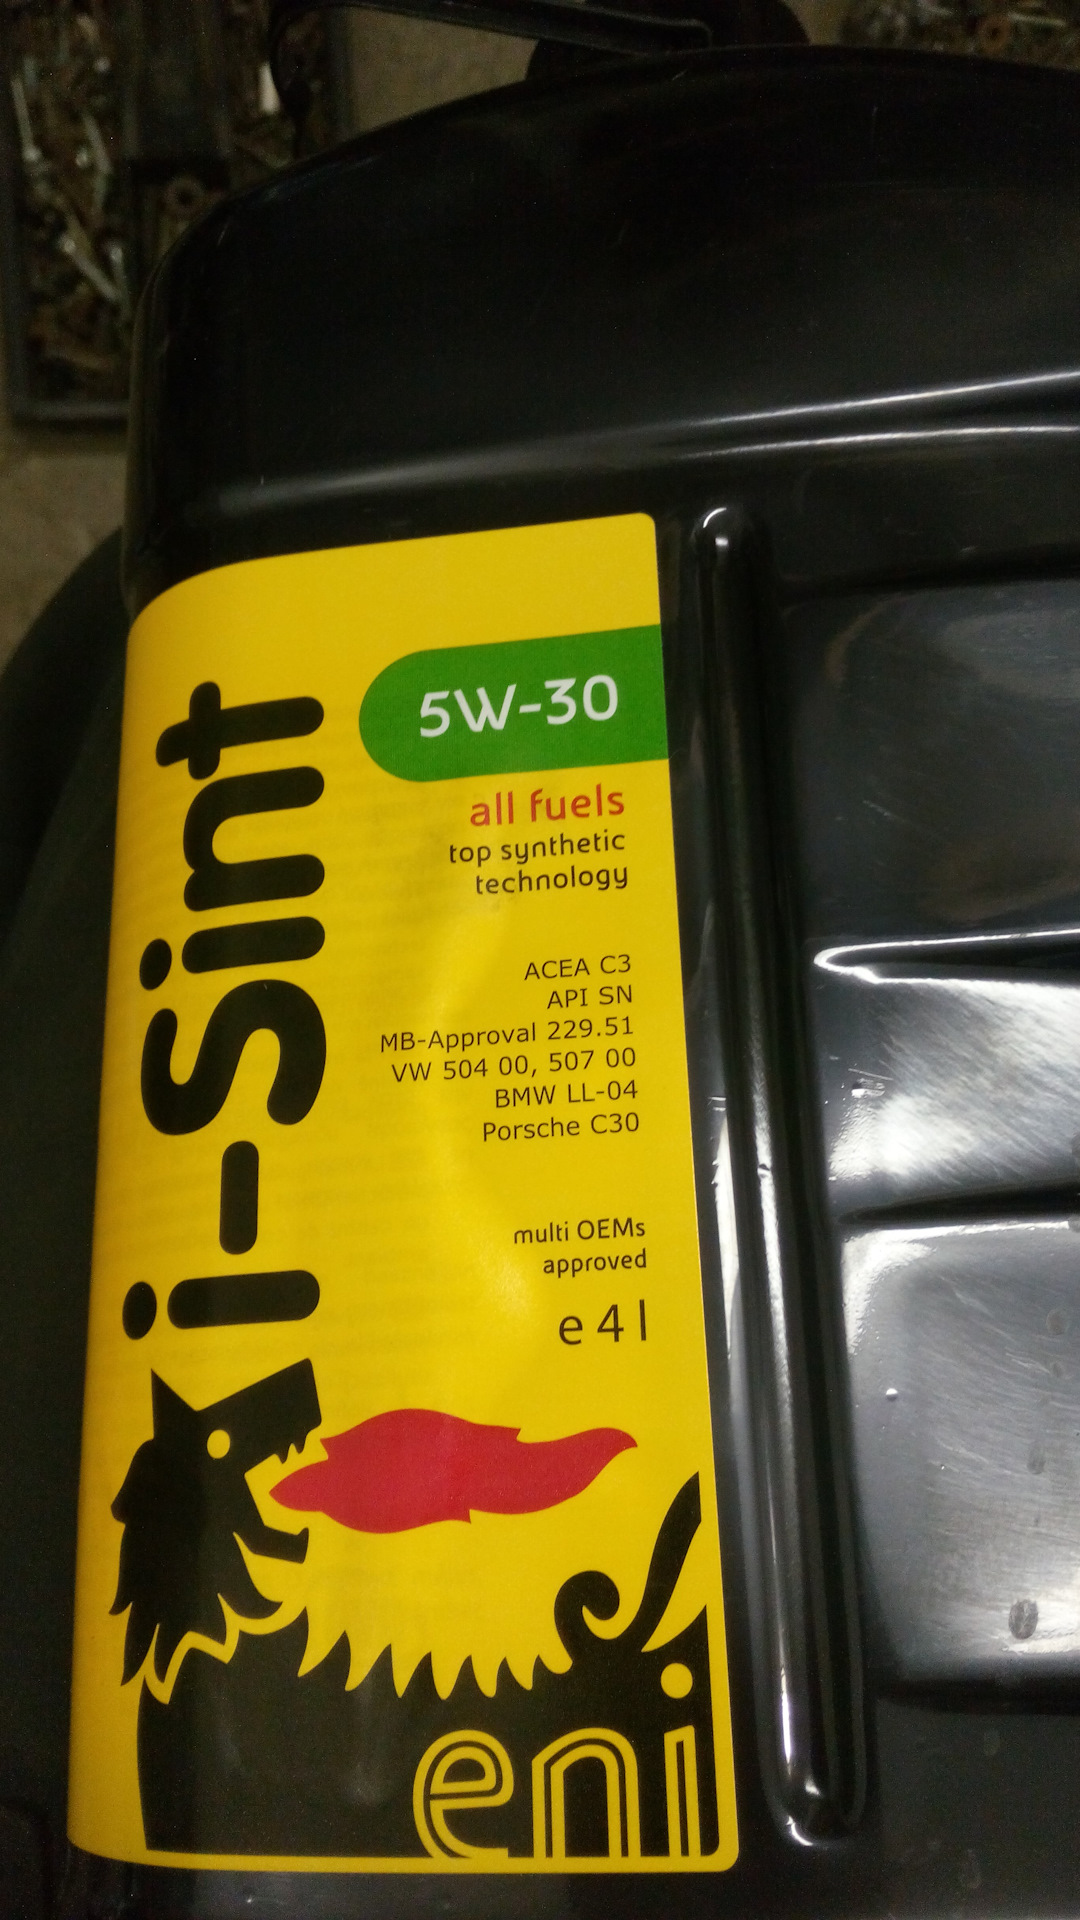 i-Sint
5W-30
all fuels
top synthetic
technology
ACEA C3
API SN
MB-Approval 229.51
VW 504 00, 507 00
BMW LL-04
Porsche C30
multi OEMs
approved
e 4 l
eni